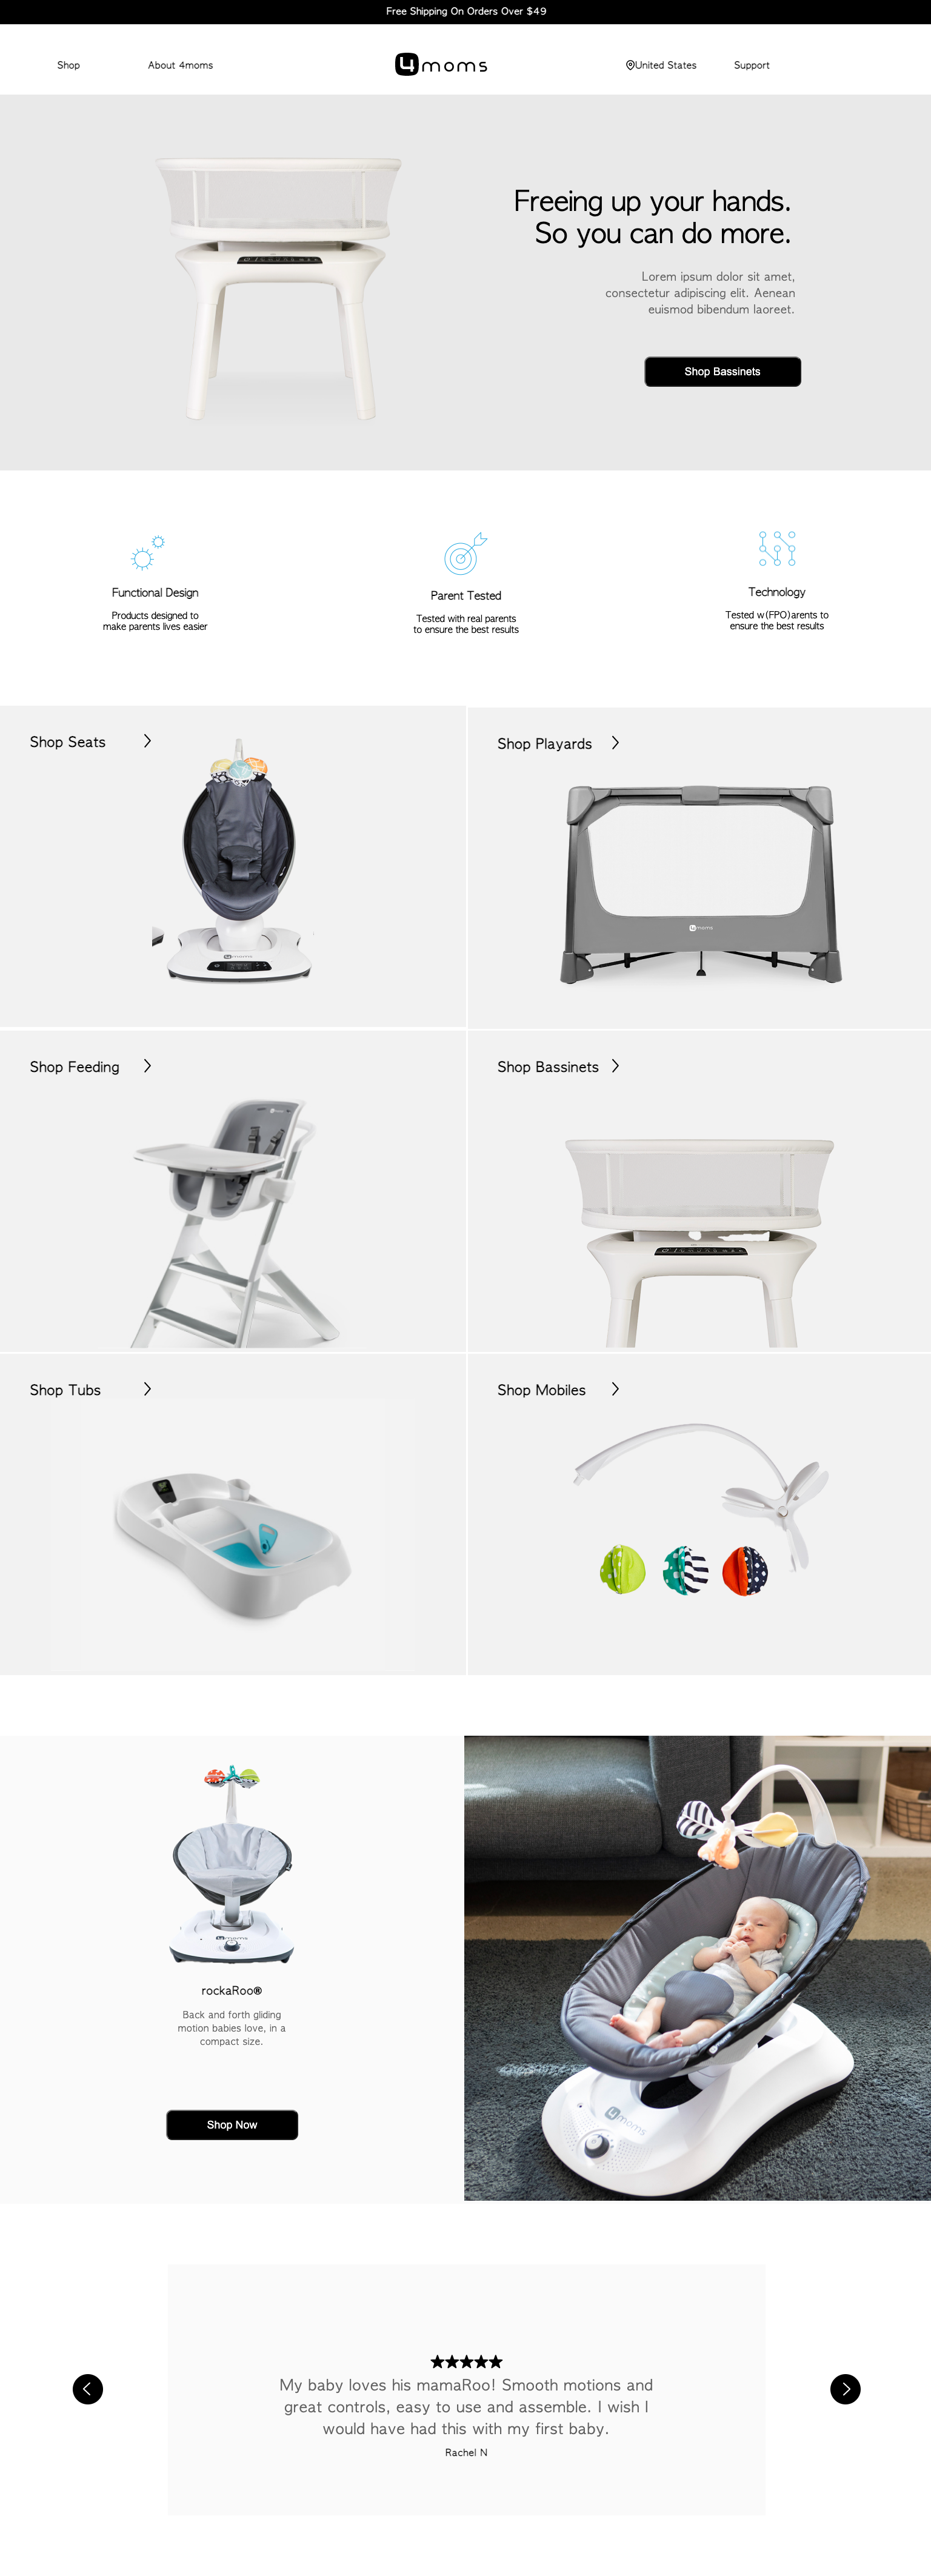 Free Shipping On Orders Over $49
Shop
About 4moms
4moms
United States
Support
Freeing up your hands.
So you can do more.
Lorem ipsum dolor sit amet,
consectetur adipiscing elit. Aenean
euismod bibendum laoreet.
Shop Bassinets
Functional Design
Products designed to
make parents lives easier
Parent Tested
Tested with real parents
to ensure the best results
Technology
Tested w(FPO)arents to
ensure the best results
Shop Seats
4moms
Shop Playards
4moms
Shop Feeding
Shop Bassinets
Shop Tubs
Shop Mobiles
4moms
rockaRoo®
Back and forth gliding
motion babies love, in a
compact size.
Shop Now
4moms
My baby loves his mamaRoo! Smooth motions and
great controls, easy to use and assemble. I wish I
would have had this with my first baby.
Rachel N